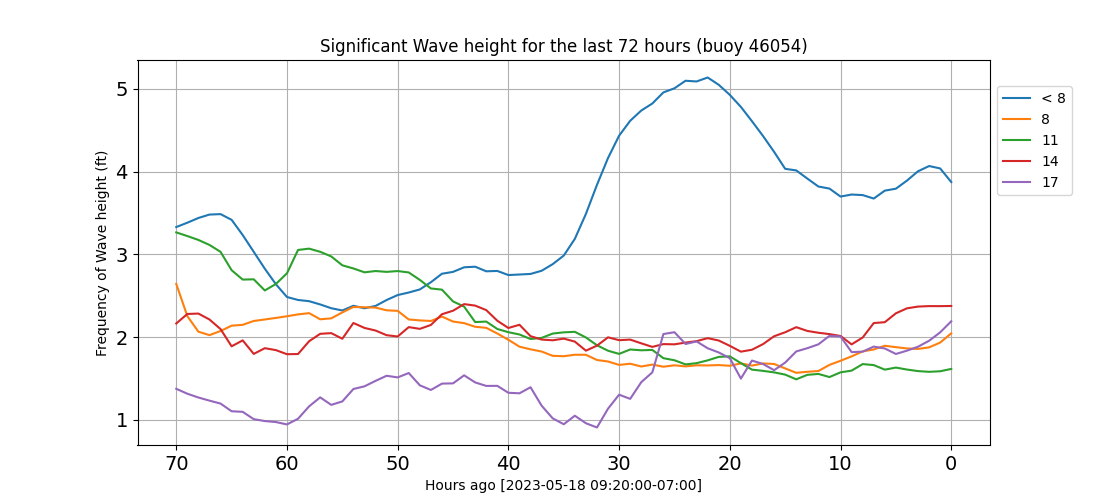 Significant Wave height for the last 72 hours (buoy 46054)
Frequency of Wave height (ft)
5
4
3
2
1
70 60 50 40 30 20 10 0
Hours ago [2023-05-18 09:20:00-07:00]
< 8
8
11
14
17